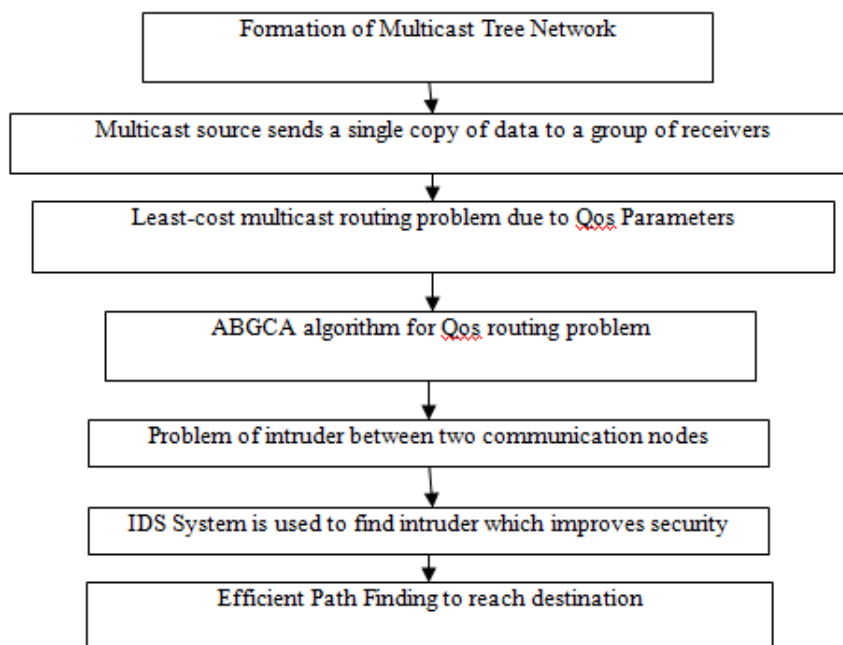 Formation of Multicast Tree Network
Multicast source sends a single copy of data to a group of receivers
Least-cost multicast routing problem due to Qos Parameters
ABGCA algorithm for Qos routing problem
Problem of intruder between two communication nodes
IDS System is used to find intruder which improves security
Efficient Path Finding to reach destination